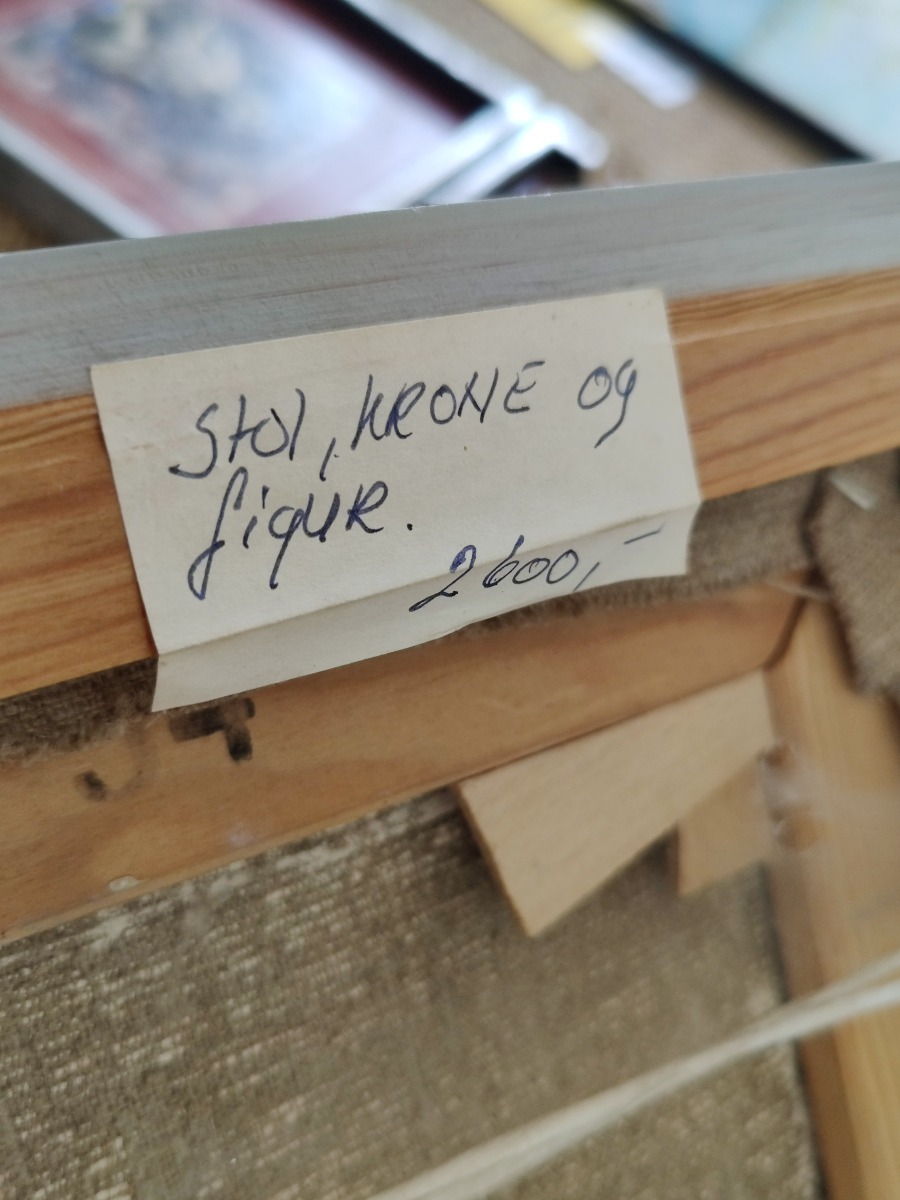 Stol, KRONE og
figur.
2600,-